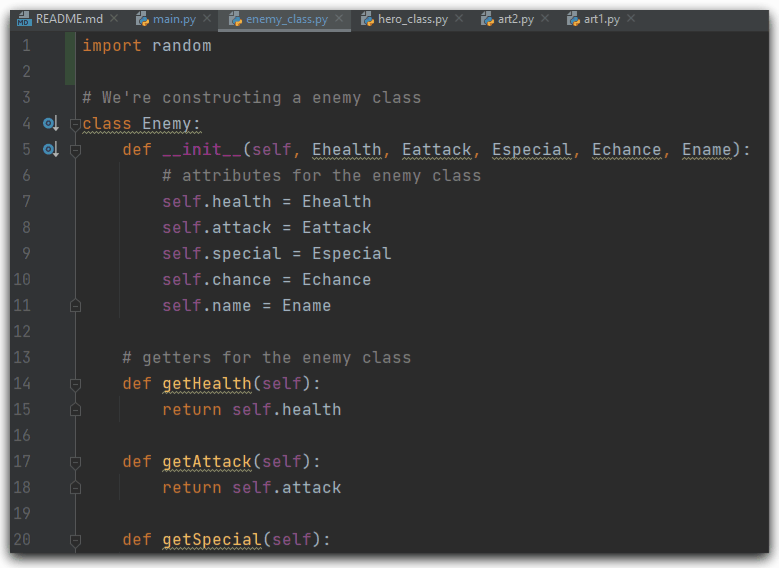 README.md main.py enemy_class.py hero_class.py art2.py art1.py
1 import random
2
3 # We're constructing a enemy class
4 class Enemy:
5 def __init__(self, Ehealth, Eattack, Especial, Echance, Ename):
6 # attributes for the enemy class
7 self.health = Ehealth
8 self.attack = Eattack
9 self.special = Especial
10 self.chance = Echance
11 self.name = Ename
12
13 # getters for the enemy class
14 def getHealth(self):
15 return self.health
16
17 def getAttack(self):
18 return self.attack
19
20 def getSpecial(self):